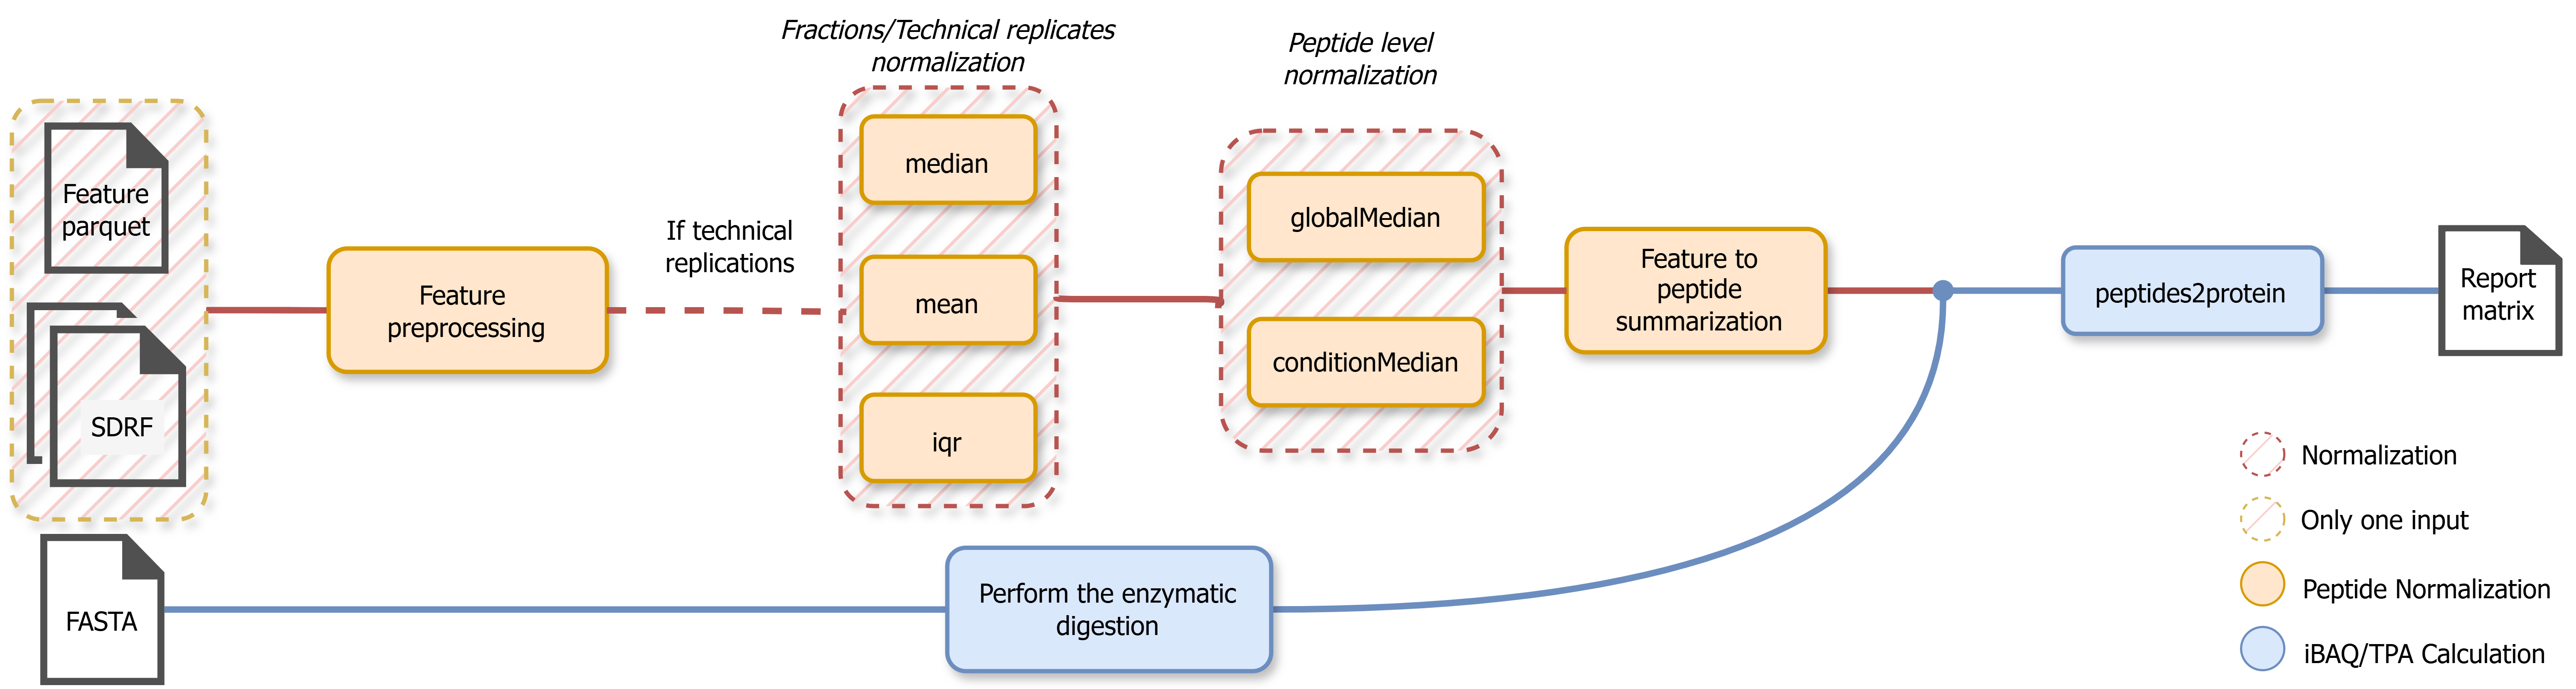 Fractions/Technical replicates
normalization
Peptide level
normalization
Feature
parquet
SDRF
FASTA
Feature
preprocessing
If technical
replications
median
mean
iqr
globalMedian
conditionMedian
Feature to
peptide
summarization
peptides2protein
Report
matrix
Perform the enzymatic
digestion
Normalization
Only one input
Peptide Normalization
iBAQ/TPA Calculation